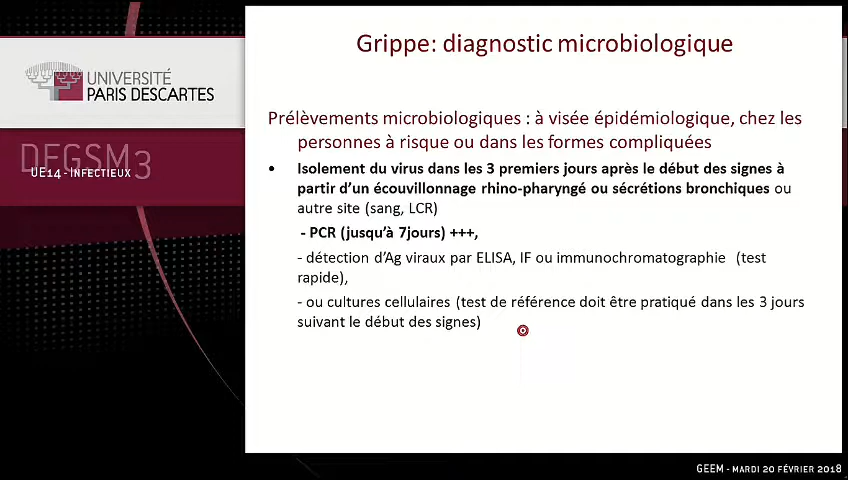 Grippe: diagnostic microbiologique
UNIVERSITÉ
PARIS DESCARTES
DFGSM3
UE14 - INFECTIEUX
Prélèvements microbiologiques : à visée épidémiologique, chez les
personnes à risque ou dans les formes compliquées
• Isolement du virus dans les 3 premiers jours après le début des signes à
partir d'un écouvillonnage rhino-pharyngé ou sécrétions bronchiques ou
autre site (sang, LCR)
- PCR (jusqu'à 7jours) +++,
- détection d'Ag viraux par ELISA, IF ou immunochromatographie (test
rapide),
- ou cultures cellulaires (test de référence doit être pratiqué dans les 3 jours
suivant le début des signes)
GEEM - MARDI 20 FÉVRIER 2018